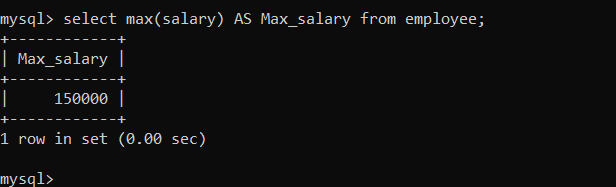 mysql> select max(salary) AS Max_salary from employee;
+------------+
| Max_salary |
+------------+
|     150000 |
+------------+
1 row in set (0.00 sec)
mysql>